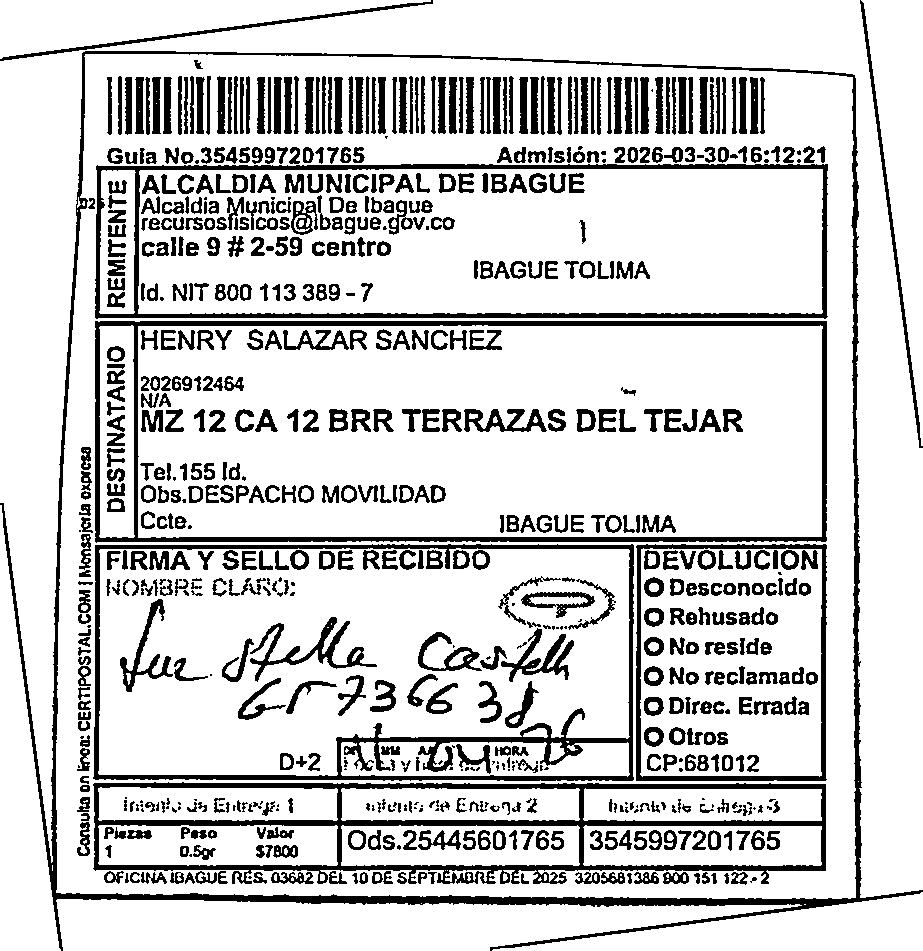 Guia No.3545997201765 Admisión: 2026-03-30-16:12:21
REMITENTE
ALCALDIA MUNICIPAL DE IBAGUE
Alcaldia Municipal De Ibague
recursosfisicos@ibague.gov.co
calle 9 # 2-59 centro
IBAGUE TOLIMA
Id. NIT 800 113 389 - 7
DESTINATARIO
HENRY SALAZAR SANCHEZ
2026912464
N/A
MZ 12 CA 12 BRR TERRAZAS DEL TEJAR
Tel.155 Id.
Obs.DESPACHO MOVILIDAD
Ccte.
IBAGUE TOLIMA
Consulta en linea: CERTIPOSTAL.COM | Mensajeria expresa
FIRMA Y SELLO DE RECIBIDO
NOMBRE CLARO:
Luz Stella
D+2
MM
HORA
DEVOLUCION
Desconocido
Rehusado
No reside
No reclamado
Direc. Errada
Otros
CP:681012
Intento de Entrega 1 Intento de Entrega 2 Intento de Entrega 3
Piezas Peso Valor
1 0.5gr $7800
Ods.25445601765 3545997201765
OFICINA IBAGUE RES. 03682 DEL 10 DE SEPTIEMBRE DEL 2025 3205681386 900 151 122 - 2